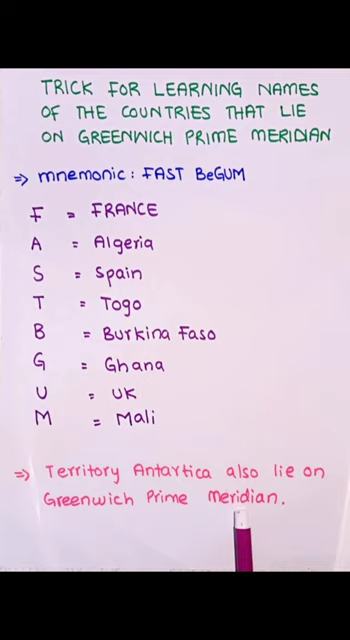 TRICK FOR LEARNING NAMES
OF THE COUNTRIES THAT LIE
ON GREENWICH PRIME MERIDIAN
⇒ mnemonic: FAST BeGUM
F = FRANCE
A = Algeria
S = Spain
T = Togo
B = Burkina Faso
G = Ghana
U = UK
M = Mali
⇒ Territory Antartica also lie on
Greenwich Prime Meridian.